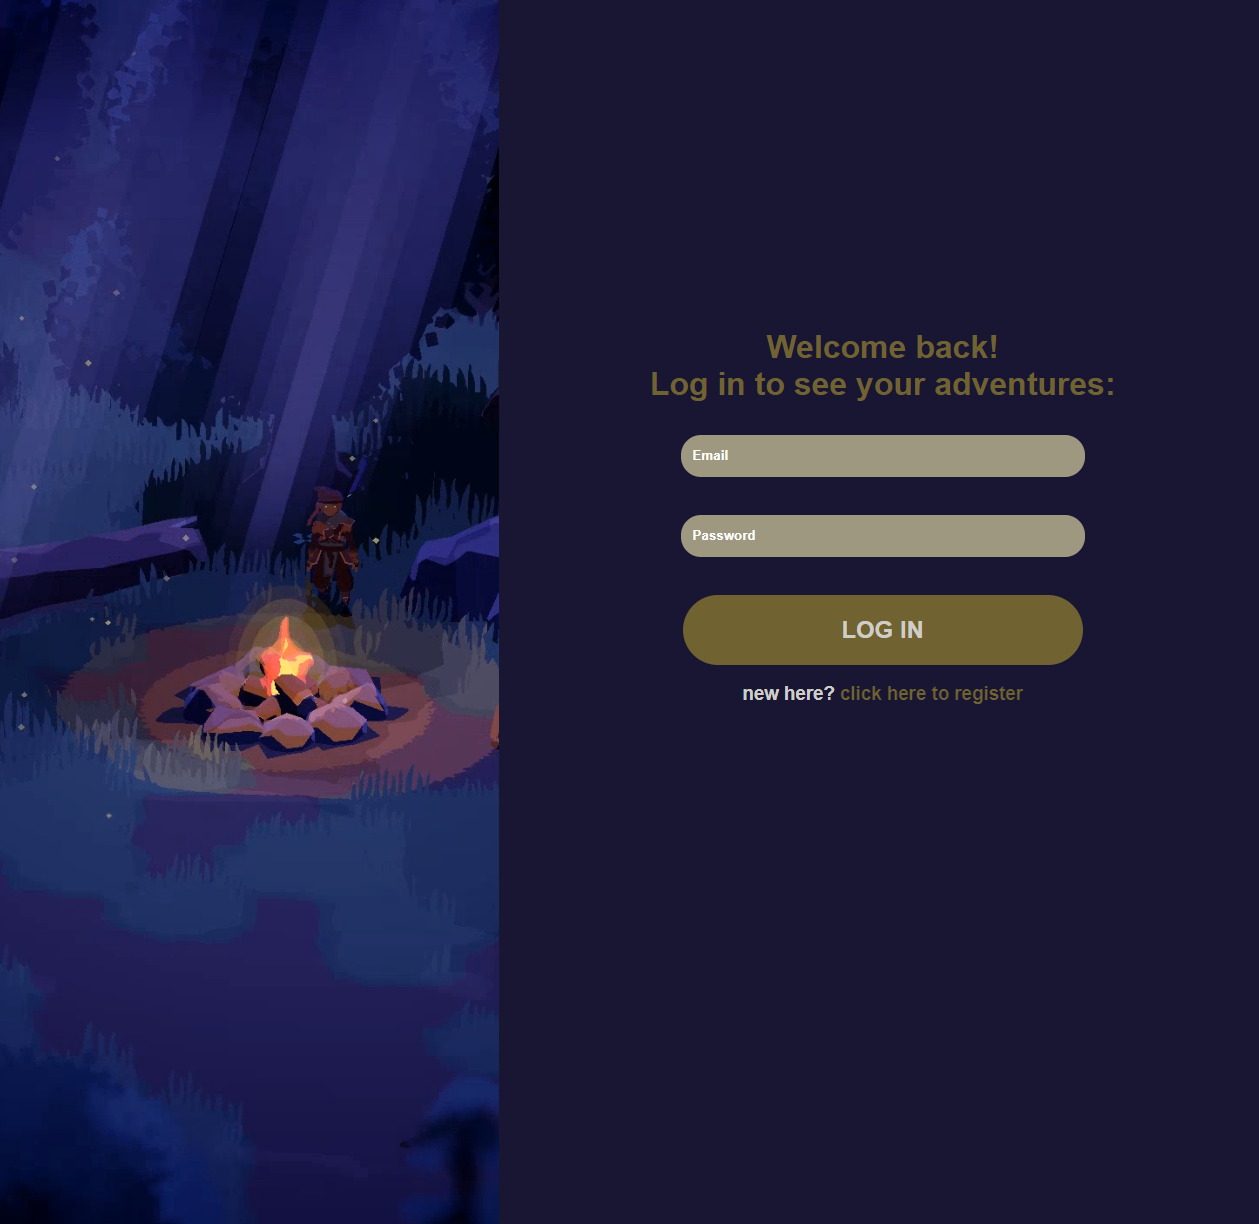 Welcome back!
Log in to see your adventures:
Email
Password
LOG IN
new here? click here to register